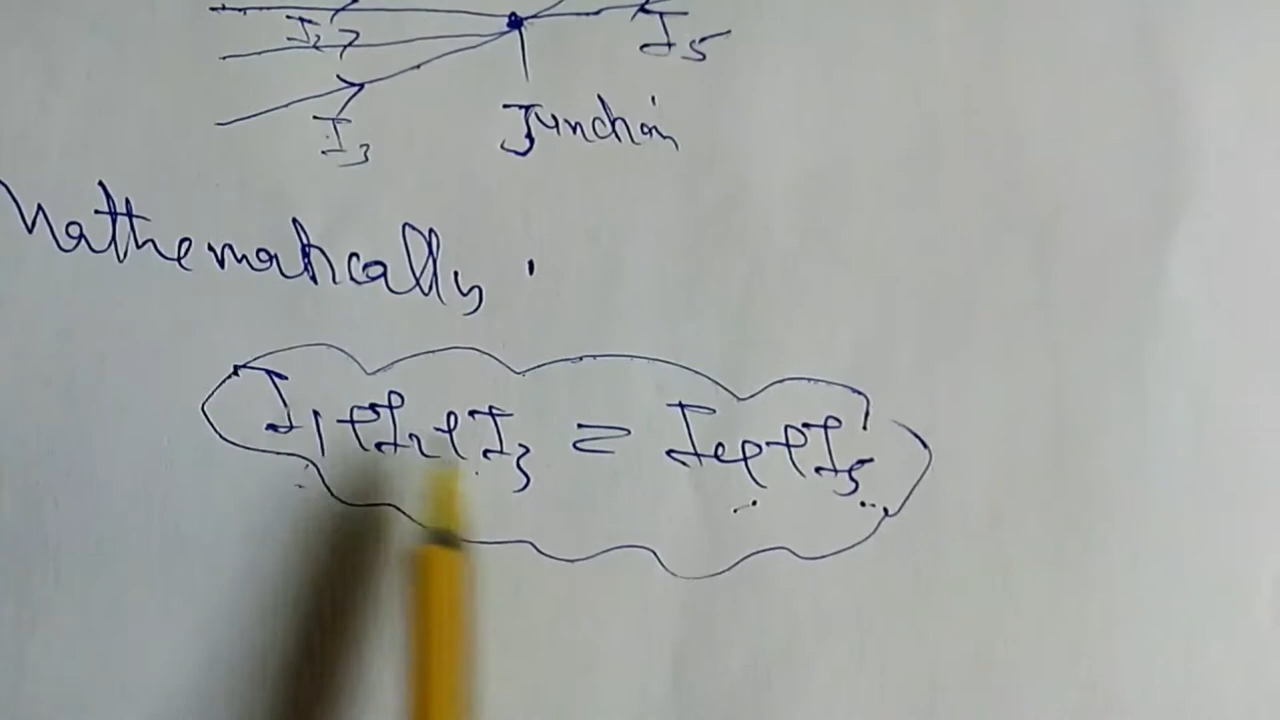 I2
I5
I3
Junction
Mathematically :
I1+I2+I3 = I4+I5